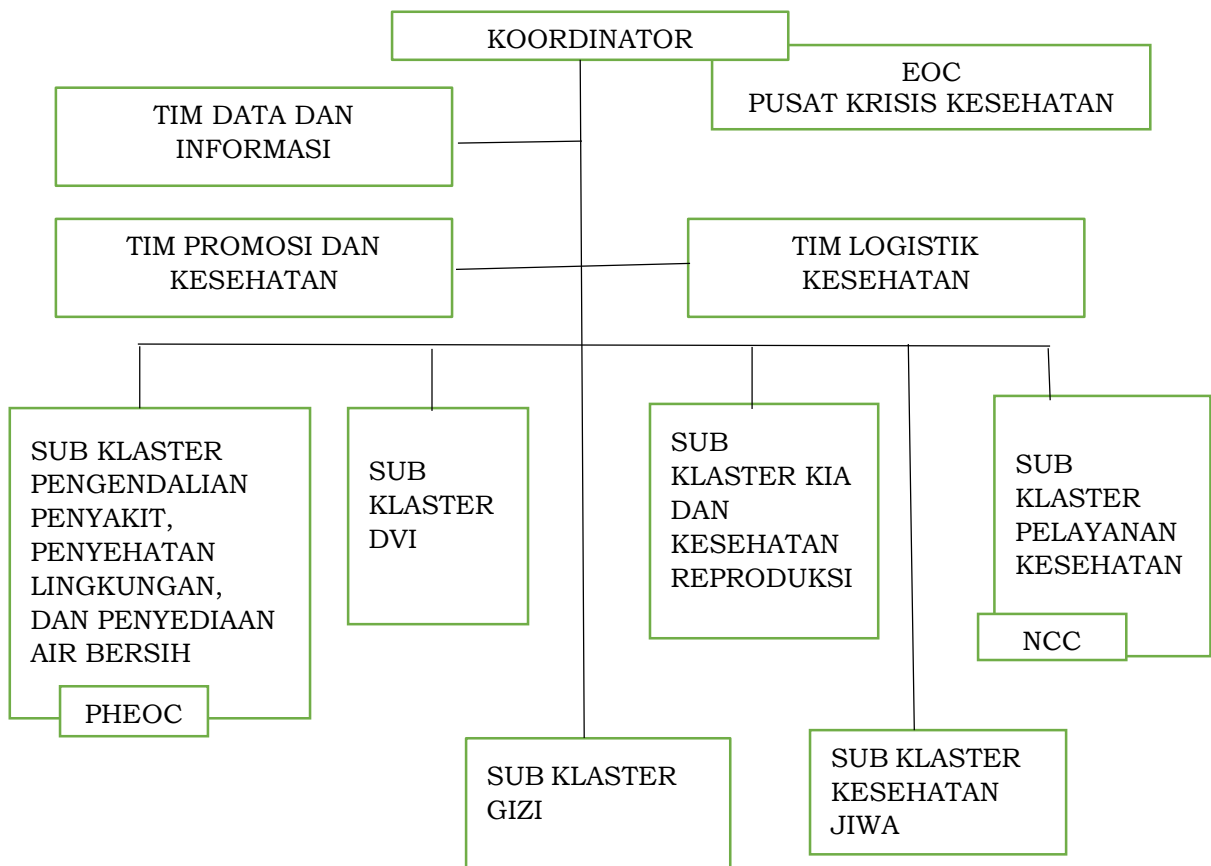 KOORDINATOR
EOC
PUSAT KRISIS KESEHATAN
TIM DATA DAN
INFORMASI
TIM PROMOSI DAN
KESEHATAN
TIM LOGISTIK
KESEHATAN
SUB KLASTER
PENGENDALIAN
PENYAKIT,
PENYEHATAN
LINGKUNGAN,
DAN PENYEDIAAN
AIR BERSIH
PHEOC
SUB
KLASTER
DVI
SUB
KLASTER KIA
DAN
KESEHATAN
REPRODUKSI
SUB
KLASTER
PELAYANAN
KESEHATAN
NCC
SUB KLASTER
GIZI
SUB KLASTER
KESEHATAN
JIWA